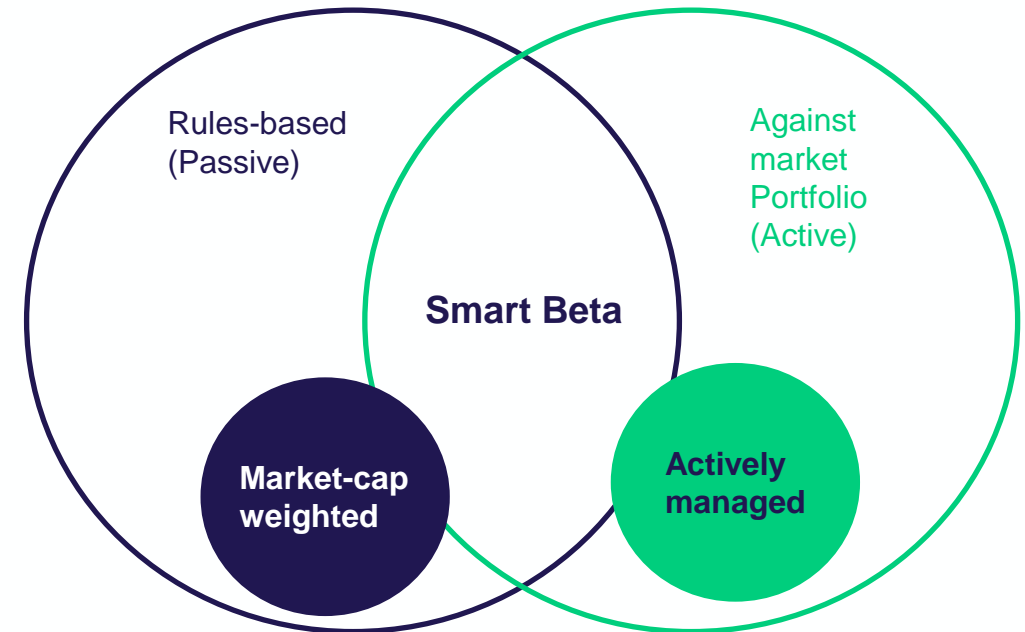 Rules-based
(Passive)
Against
market
Portfolio
(Active)
Smart Beta
Market-cap
weighted
Actively
managed